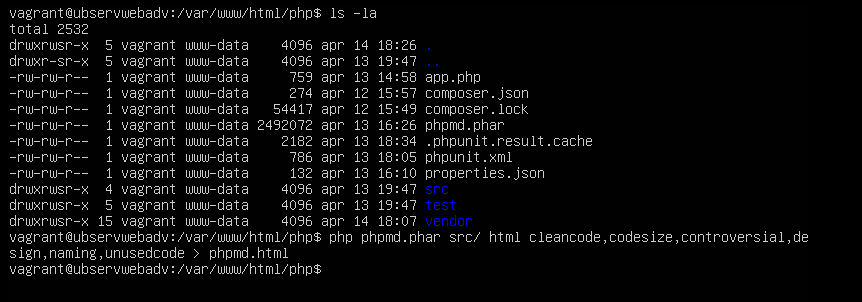 vagrant@ubservwebadv:/var/www/html/php$ ls -la
total 2532
drwxrwsr-x  5 vagrant www-data    4096 apr 14 18:26 .
drwxr-sr-x  5 vagrant www-data    4096 apr 13 19:47 ..
-rw-rw-r--  1 vagrant www-data     759 apr 13 14:58 app.php
-rw-rw-r--  1 vagrant www-data     274 apr 12 15:57 composer.json
-rw-rw-r--  1 vagrant www-data   54417 apr 12 15:49 composer.lock
-rw-rw-r--  1 vagrant www-data 2492072 apr 13 16:26 phpmd.phar
-rw-rw-r--  1 vagrant www-data    2182 apr 13 18:34 .phpunit.result.cache
-rw-rw-r--  1 vagrant www-data     786 apr 13 18:05 phpunit.xml
-rw-rw-r--  1 vagrant www-data     132 apr 13 16:10 properties.json
drwxrwsr-x  4 vagrant www-data    4096 apr 13 19:47 src
drwxrwsr-x  5 vagrant www-data    4096 apr 13 19:47 test
drwxrwsr-x 15 vagrant www-data    4096 apr 14 18:07 vendor
vagrant@ubservwebadv:/var/www/html/php$ php phpmd.phar src/ html cleancode,codesize,controversial,de
sign,naming,unusedcode > phpmd.html
vagrant@ubservwebadv:/var/www/html/php$